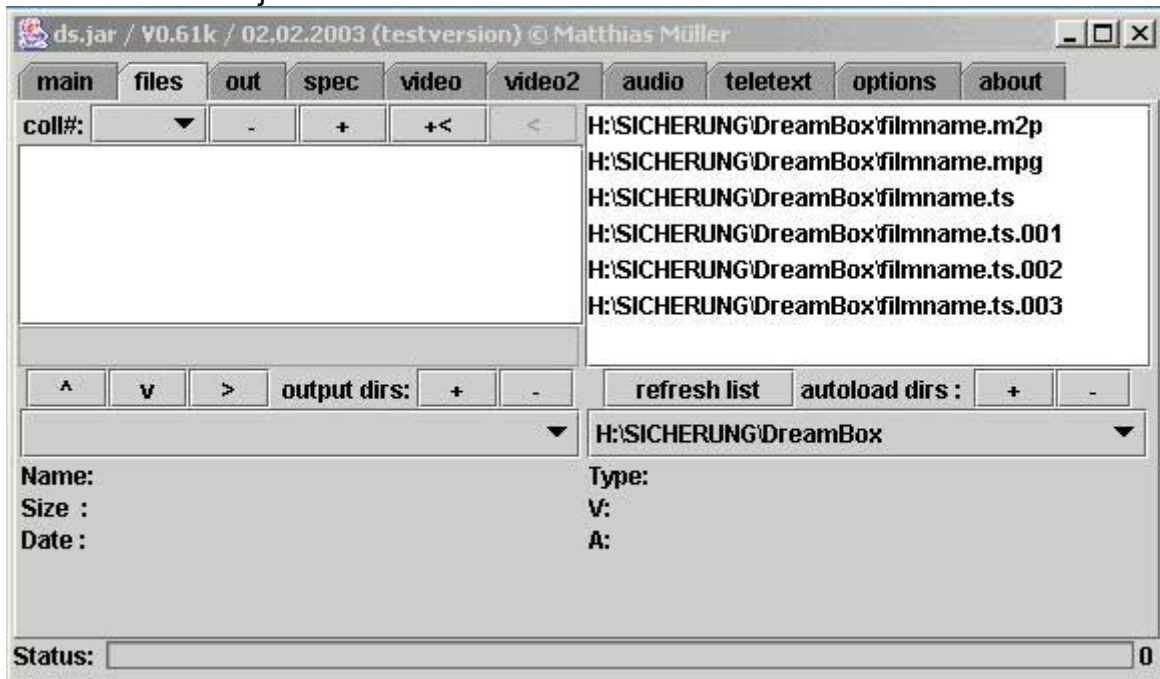 ds.jar / V0.61k / 02.02.2003 (testversion) © Matthias Müller
main files out spec video video2 audio teletext options about
coll#: - + +< <
H:\SICHERUNG\DreamBox\filmname.m2p
H:\SICHERUNG\DreamBox\filmname.mpg
H:\SICHERUNG\DreamBox\filmname.ts
H:\SICHERUNG\DreamBox\filmname.ts.001
H:\SICHERUNG\DreamBox\filmname.ts.002
H:\SICHERUNG\DreamBox\filmname.ts.003
^ v > output dirs: + - refresh list autoload dirs : + -
H:\SICHERUNG\DreamBox
Name: Type:
Size : V:
Date : A:
Status: 0